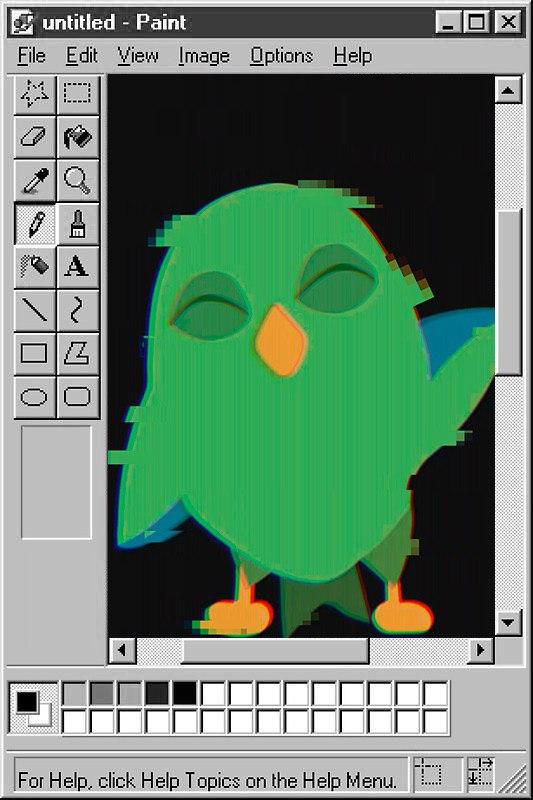 untitled - Paint
File Edit View Image Options Help
A
For Help, click Help Topics on the Help Menu.